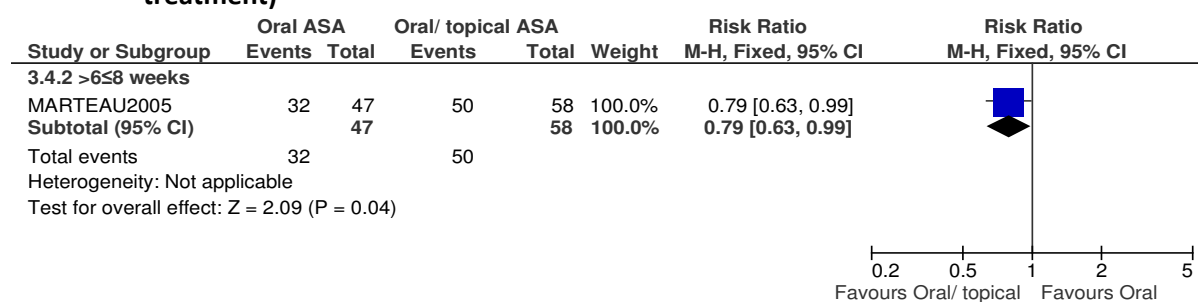 treatment)
Oral ASA Oral/ topical ASA Risk Ratio Risk Ratio
Study or Subgroup Events Total Events Total Weight M-H, Fixed, 95% CI M-H, Fixed, 95% CI
3.4.2 >6≤8 weeks
MARTEAU2005 32 47 50 58 100.0% 0.79 [0.63, 0.99]
Subtotal (95% CI) 47 58 100.0% 0.79 [0.63, 0.99]
Total events 32 50
Heterogeneity: Not applicable
Test for overall effect: Z = 2.09 (P = 0.04)
0.2 0.5 1 2 5
Favours Oral/ topical Favours Oral